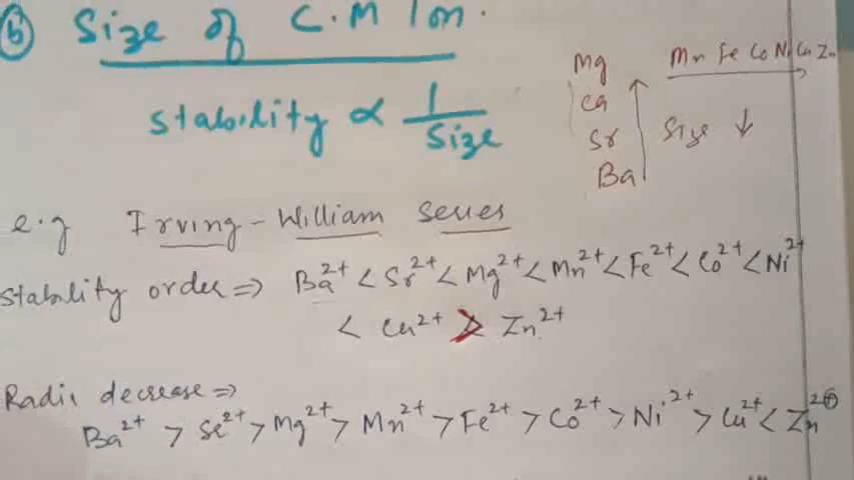 (b) Size of C.M Ion.
Stability ∝ 1/Size
Mg
Ca
Sr
Ba
Mn Fe Co Ni Cu Zn
Size ↓
e.g Irving-William Series
Stability order ⇒ Ba²⁺ < Sr²⁺ < Mg²⁺ < Mn²⁺ < Fe²⁺ < Co²⁺ < Ni²⁺
< Cu²⁺ > Zn²⁺
Radii decrease ⇒
Ba²⁺ > Sr²⁺ > Mg²⁺ > Mn²⁺ > Fe²⁺ > Co²⁺ > Ni²⁺ > Cu²⁺ < Zn²⁺